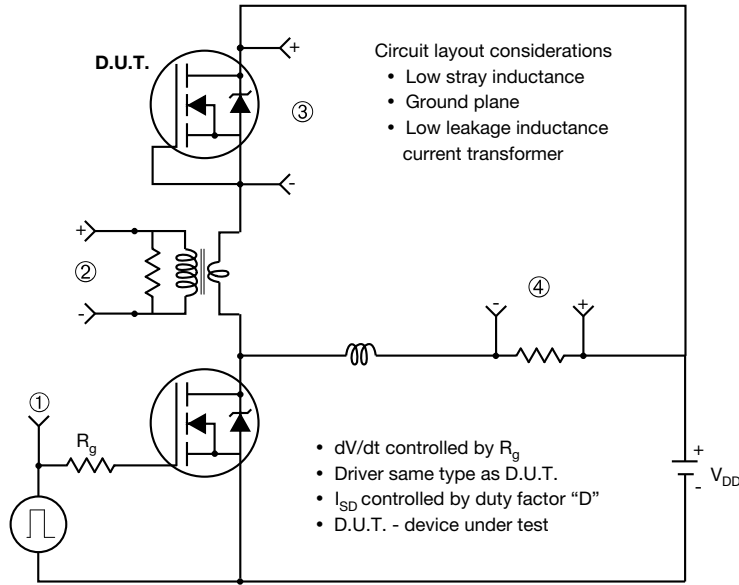 D.U.T.
+
③
-
Circuit layout considerations
• Low stray inductance
• Ground plane
• Low leakage inductance
current transformer
+
②
-
-
④
+
①
R_g
• dV/dt controlled by R_g
• Driver same type as D.U.T.
• I_SD controlled by duty factor “D”
• D.U.T. - device under test
+
-
V_DD